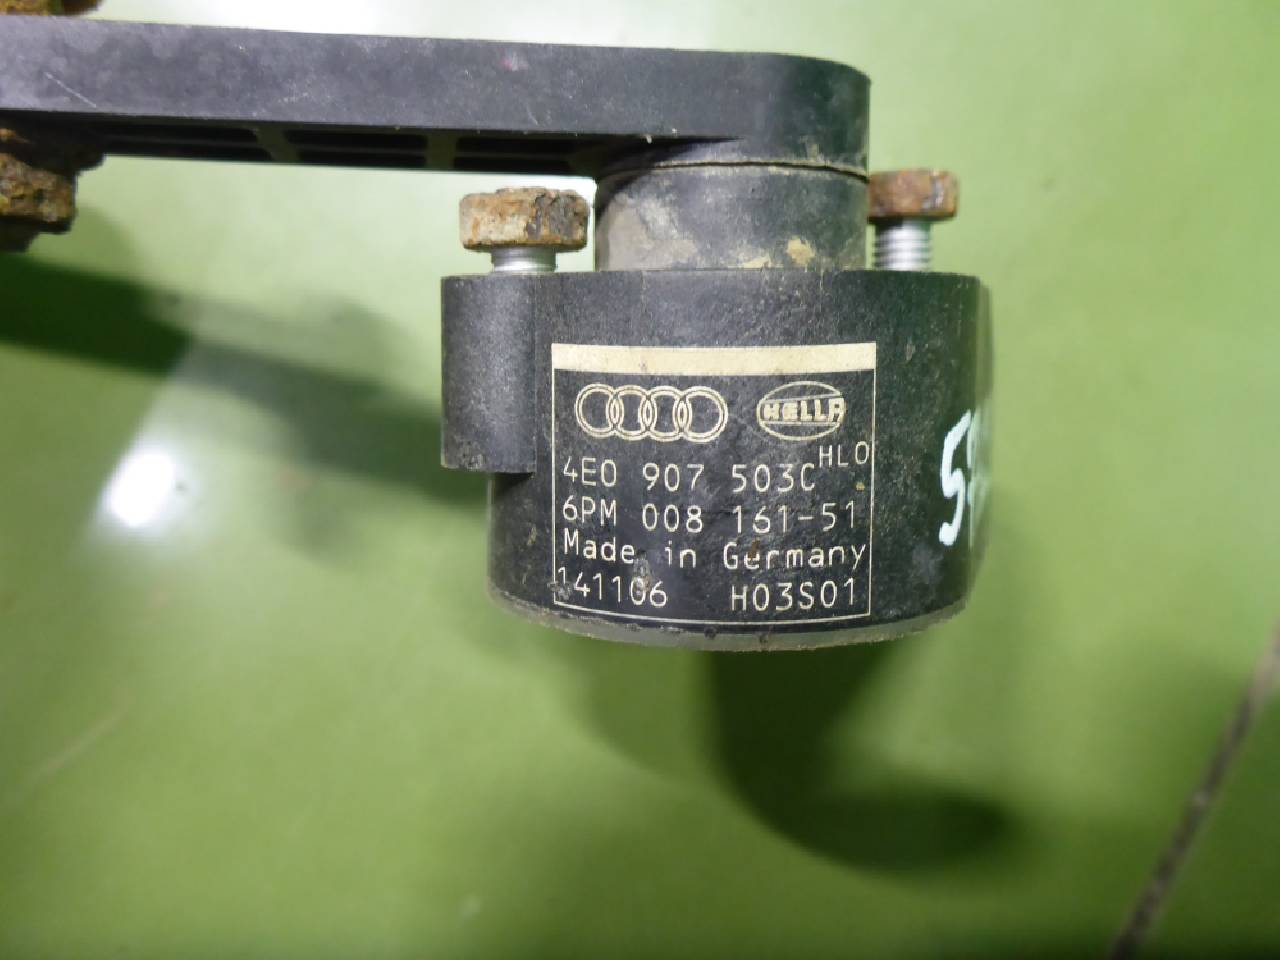 HELLA
4E0 907 503C HLO
6PM 008 161-51
Made in Germany
141106 H03S01